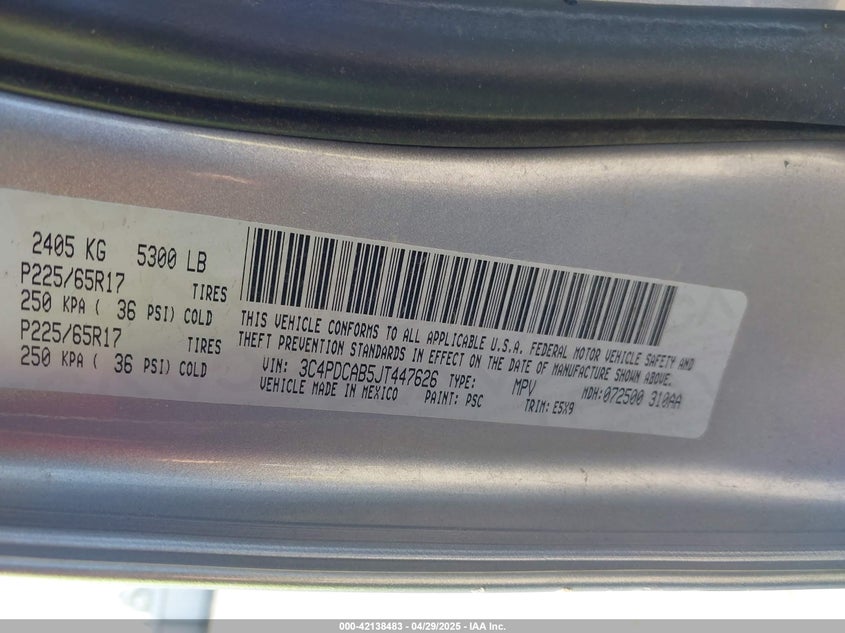 2405 KG 5300 LB
P225/65R17 TIRES
250 KPA ( 36 PSI) COLD
P225/65R17 TIRES
250 KPA ( 36 PSI) COLD
THIS VEHICLE CONFORMS TO ALL APPLICABLE U.S.A. FEDERAL MOTOR VEHICLE SAFETY AND
THEFT PREVENTION STANDARDS IN EFFECT ON THE DATE OF MANUFACTURE SHOWN ABOVE.
VIN: 3C4PDCAB5JT447626 TYPE: MPV MDH:072500 310AA
VEHICLE MADE IN MEXICO PAINT: PSC TRIM: E5X9
000-42138483 - 04/29/2025 - IAA Inc.